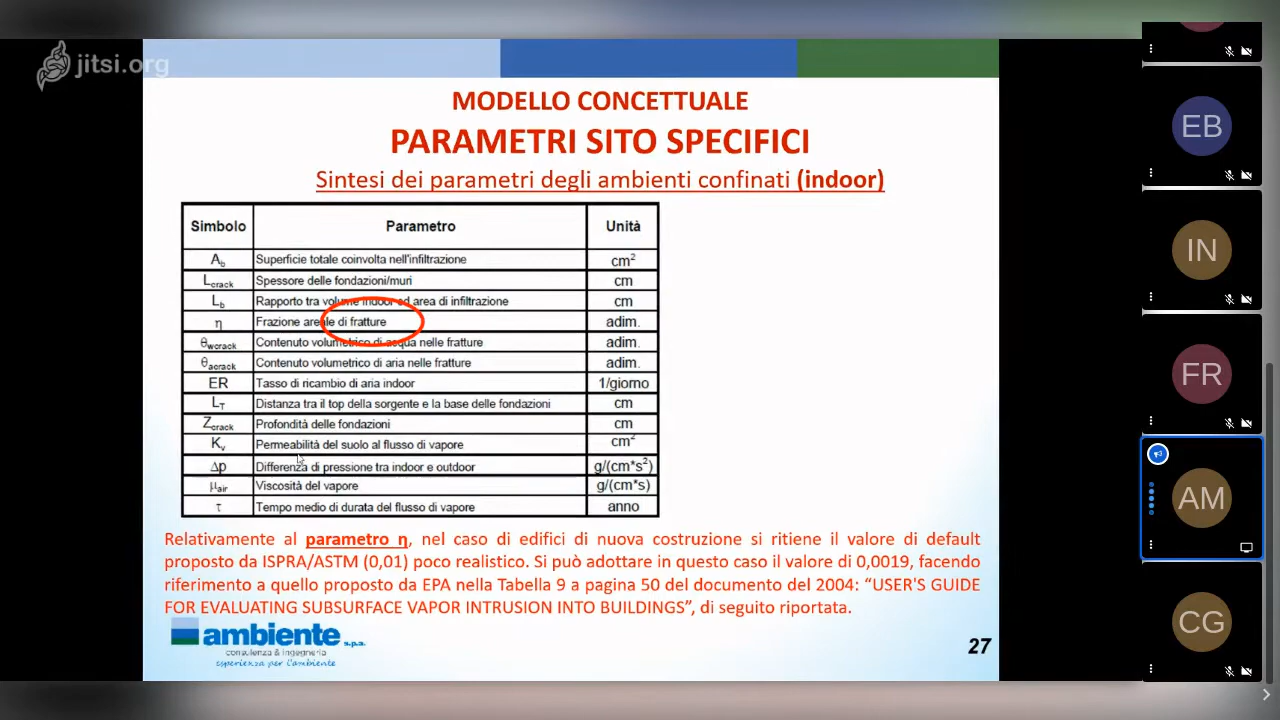 jitsi.org
MODELLO CONCETTUALE
PARAMETRI SITO SPECIFICI
Sintesi dei parametri degli ambienti confinati (indoor)
Simbolo Parametro Unità
A_b Superficie totale coinvolta nell'infiltrazione cm²
L_crack Spessore delle fondazioni/muri cm
L_b Rapporto tra volume indoor ed area di infiltrazione cm
η Frazione areale di fratture adim.
θ_wcrack Contenuto volumetrico di acqua nelle fratture adim.
θ_acrack Contenuto volumetrico di aria nelle fratture adim.
ER Tasso di ricambio di aria indoor 1/giorno
L_T Distanza tra il top della sorgente e la base delle fondazioni cm
Z_crack Profondità delle fondazioni cm
K_v Permeabilità del suolo al flusso di vapore cm²
Δp Differenza di pressione tra indoor e outdoor g/(cm*s²)
μ_air Viscosità del vapore g/(cm*s)
τ Tempo medio di durata del flusso di vapore anno
Relativamente al parametro η, nel caso di edifici di nuova costruzione si ritiene il valore di default
proposto da ISPRA/ASTM (0,01) poco realistico. Si può adottare in questo caso il valore di 0,0019, facendo
riferimento a quello proposto da EPA nella Tabella 9 a pagina 50 del documento del 2004: “USER'S GUIDE
FOR EVALUATING SUBSURFACE VAPOR INTRUSION INTO BUILDINGS”, di seguito riportata.
ambiente s.p.a.
consulenza & ingegneria
esperienza per l'ambiente
27
EB
IN
FR
AM
CG